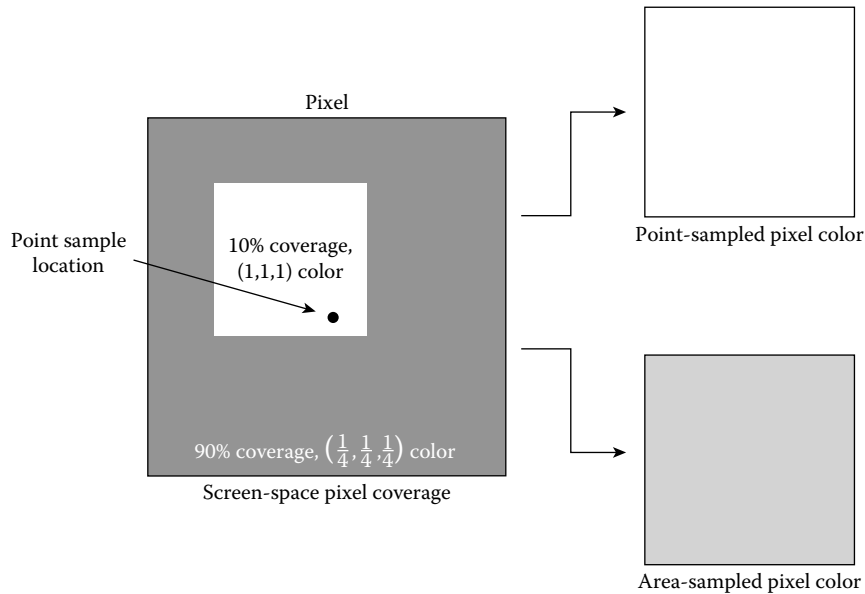 Pixel
Point sample
location
10% coverage,
(1,1,1) color
90% coverage, (1/4, 1/4, 1/4) color
Screen-space pixel coverage
Point-sampled pixel color
Area-sampled pixel color